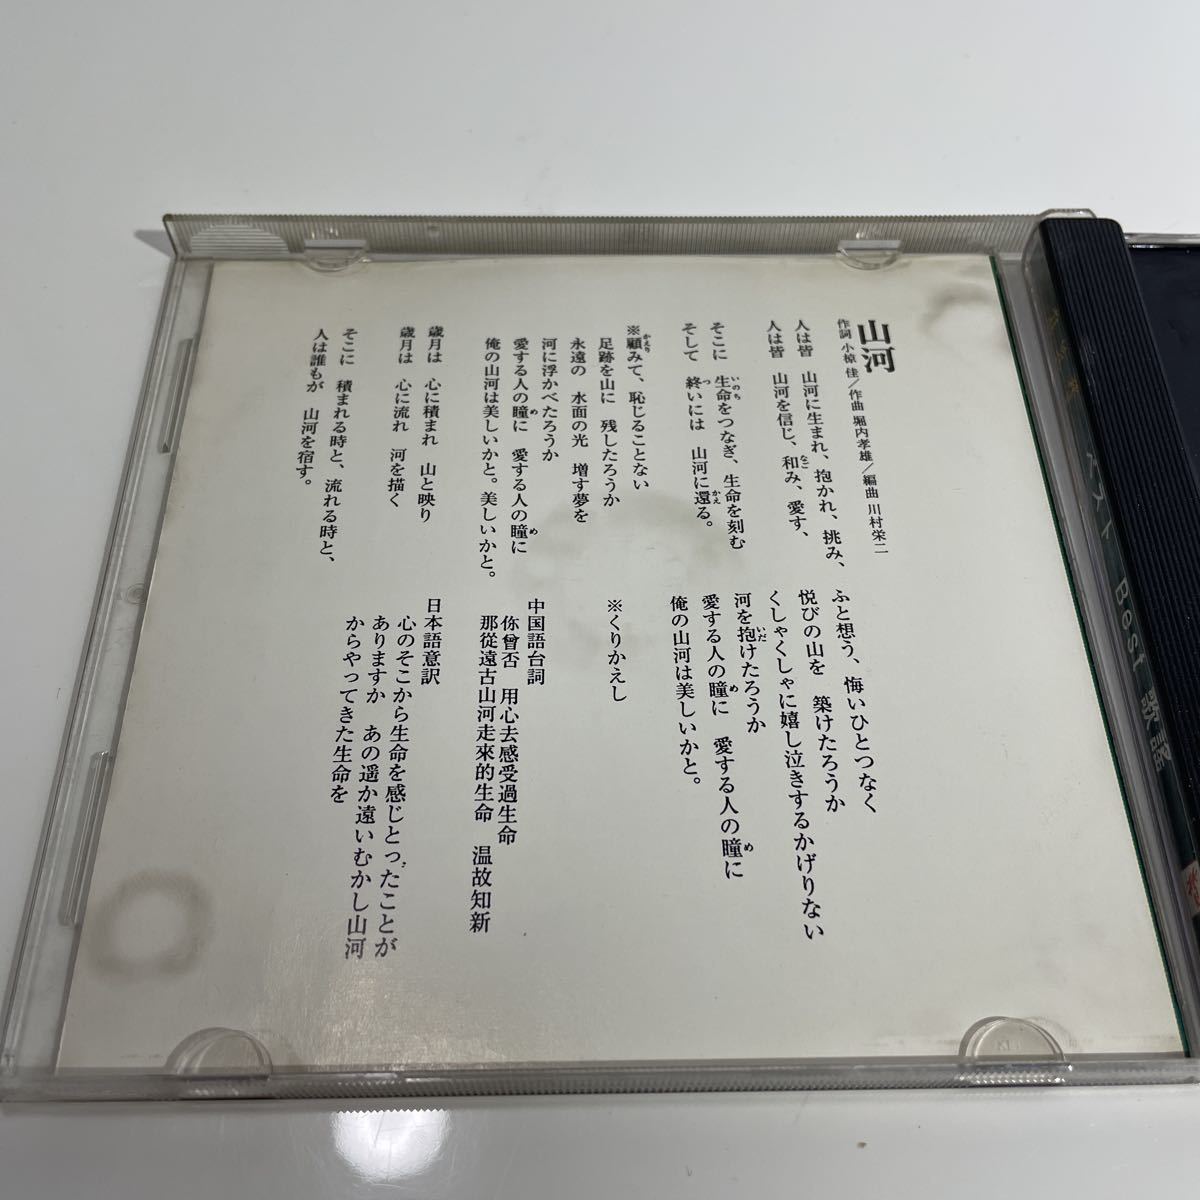 山河
作詞 小椋 佳／作曲 堀内孝雄／編曲 川村栄二
人は皆 山河に生まれ、抱かれ、挑み、
人は皆 山河を信じ、和み、愛す、
そこに 生命をつなぎ、生命を刻む
そして 終いには 山河に還る。
※顧みて、恥じることない
足跡を山に 残したろうか
永遠の 水面の光 増す夢を
河に浮かべたろうか
愛する人の瞳に 愛する人の瞳に
俺の山河は美しいかと。美しいかと。
歳月は 心に積まれ 山と映り
歳月は 心に流れ 河を描く
そこに 積まれる時と、流れる時と、
人は誰もが 山河を宿す。
ふと想う、悔いひとつなく
悦びの山を 築けたろうか
くしゃくしゃに嬉し泣きするかげりない
河を抱けたろうか
愛する人の瞳に 愛する人の瞳に
俺の山河は美しいかと。
※くりかえし
中国語台詞
你曾否 用心去感受過生命
那從遠古山河走來的生命 温故知新
日本語意訳
心のそこから生命を感じとったことが
ありますか あの遥か遠いむかし山河
からやってきた生命を
ベスト Best 歌謡